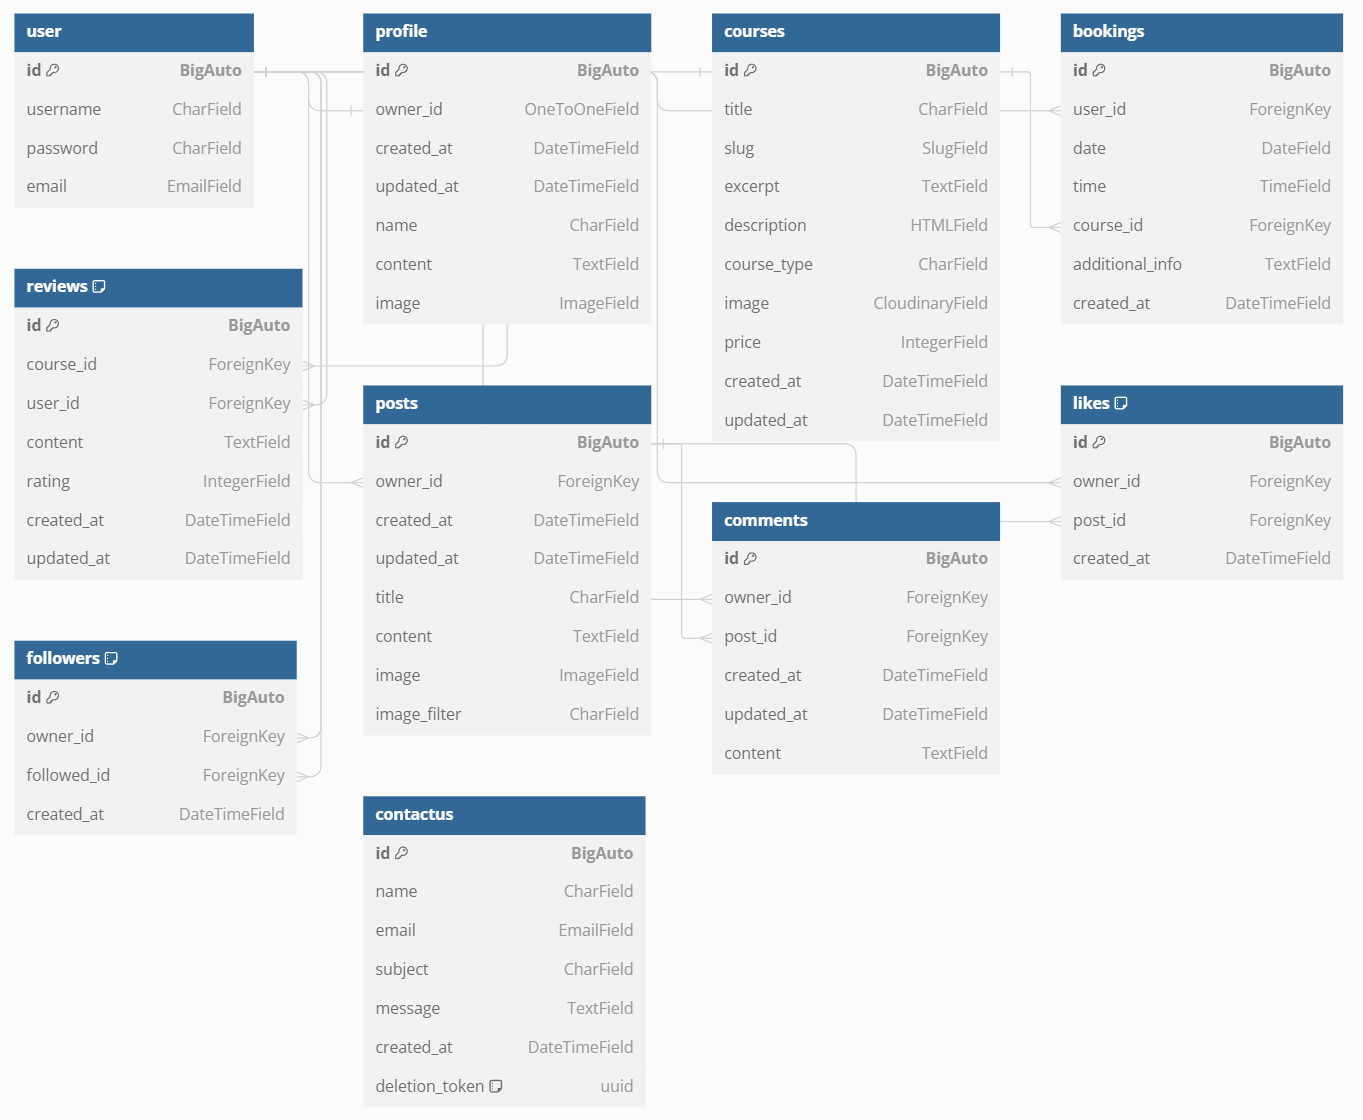 user
id BigAuto
username CharField
password CharField
email EmailField
profile
id BigAuto
owner_id OneToOneField
created_at DateTimeField
updated_at DateTimeField
name CharField
content TextField
image ImageField
courses
id BigAuto
title CharField
slug SlugField
excerpt TextField
description HTMLField
course_type CharField
image CloudinaryField
price IntegerField
created_at DateTimeField
updated_at DateTimeField
bookings
id BigAuto
user_id ForeignKey
date DateField
time TimeField
course_id ForeignKey
additional_info TextField
created_at DateTimeField
reviews
id BigAuto
course_id ForeignKey
user_id ForeignKey
content TextField
rating IntegerField
created_at DateTimeField
updated_at DateTimeField
posts
id BigAuto
owner_id ForeignKey
created_at DateTimeField
updated_at DateTimeField
title CharField
content TextField
image ImageField
image_filter CharField
likes
id BigAuto
owner_id ForeignKey
post_id ForeignKey
created_at DateTimeField
comments
id BigAuto
owner_id ForeignKey
post_id ForeignKey
created_at DateTimeField
updated_at DateTimeField
content TextField
followers
id BigAuto
owner_id ForeignKey
followed_id ForeignKey
created_at DateTimeField
contactus
id BigAuto
name CharField
email EmailField
subject CharField
message TextField
created_at DateTimeField
deletion_token uuid